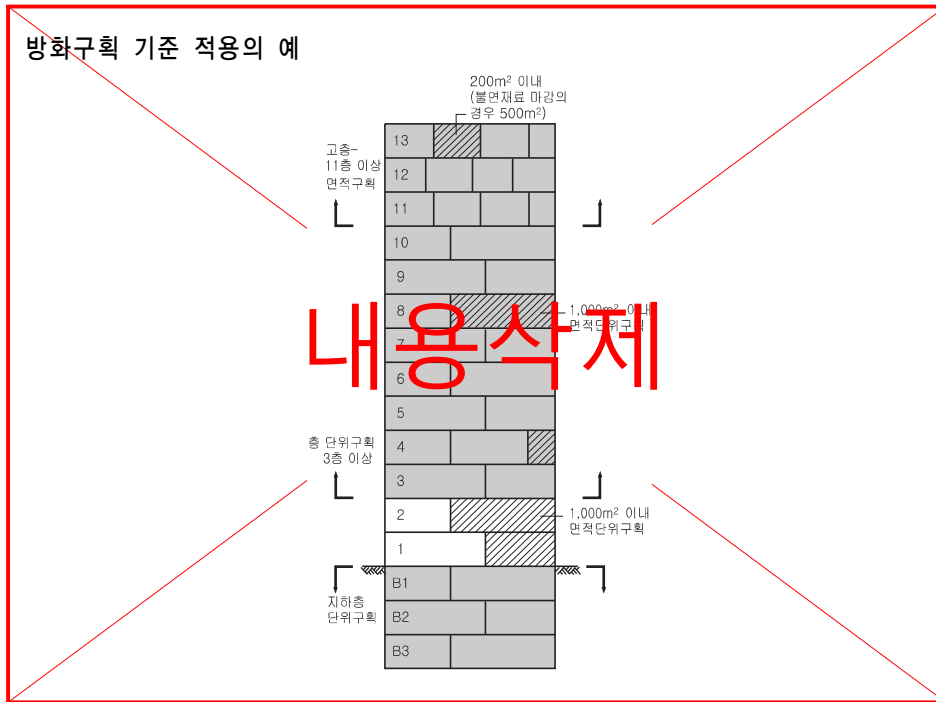 방화구획 기준 적용의 예
200m² 이내
(불연재료 마감의
경우 500m²)
고층-
11층 이상
면적구획
13
12
11
10
9
8
1,000m² 이내
면적단위구획
내용삭제
7
6
5
층 단위구획
3층 이상
4
3
2
1,000m² 이내
면적단위구획
1
B1
지하층
단위구획
B2
B3